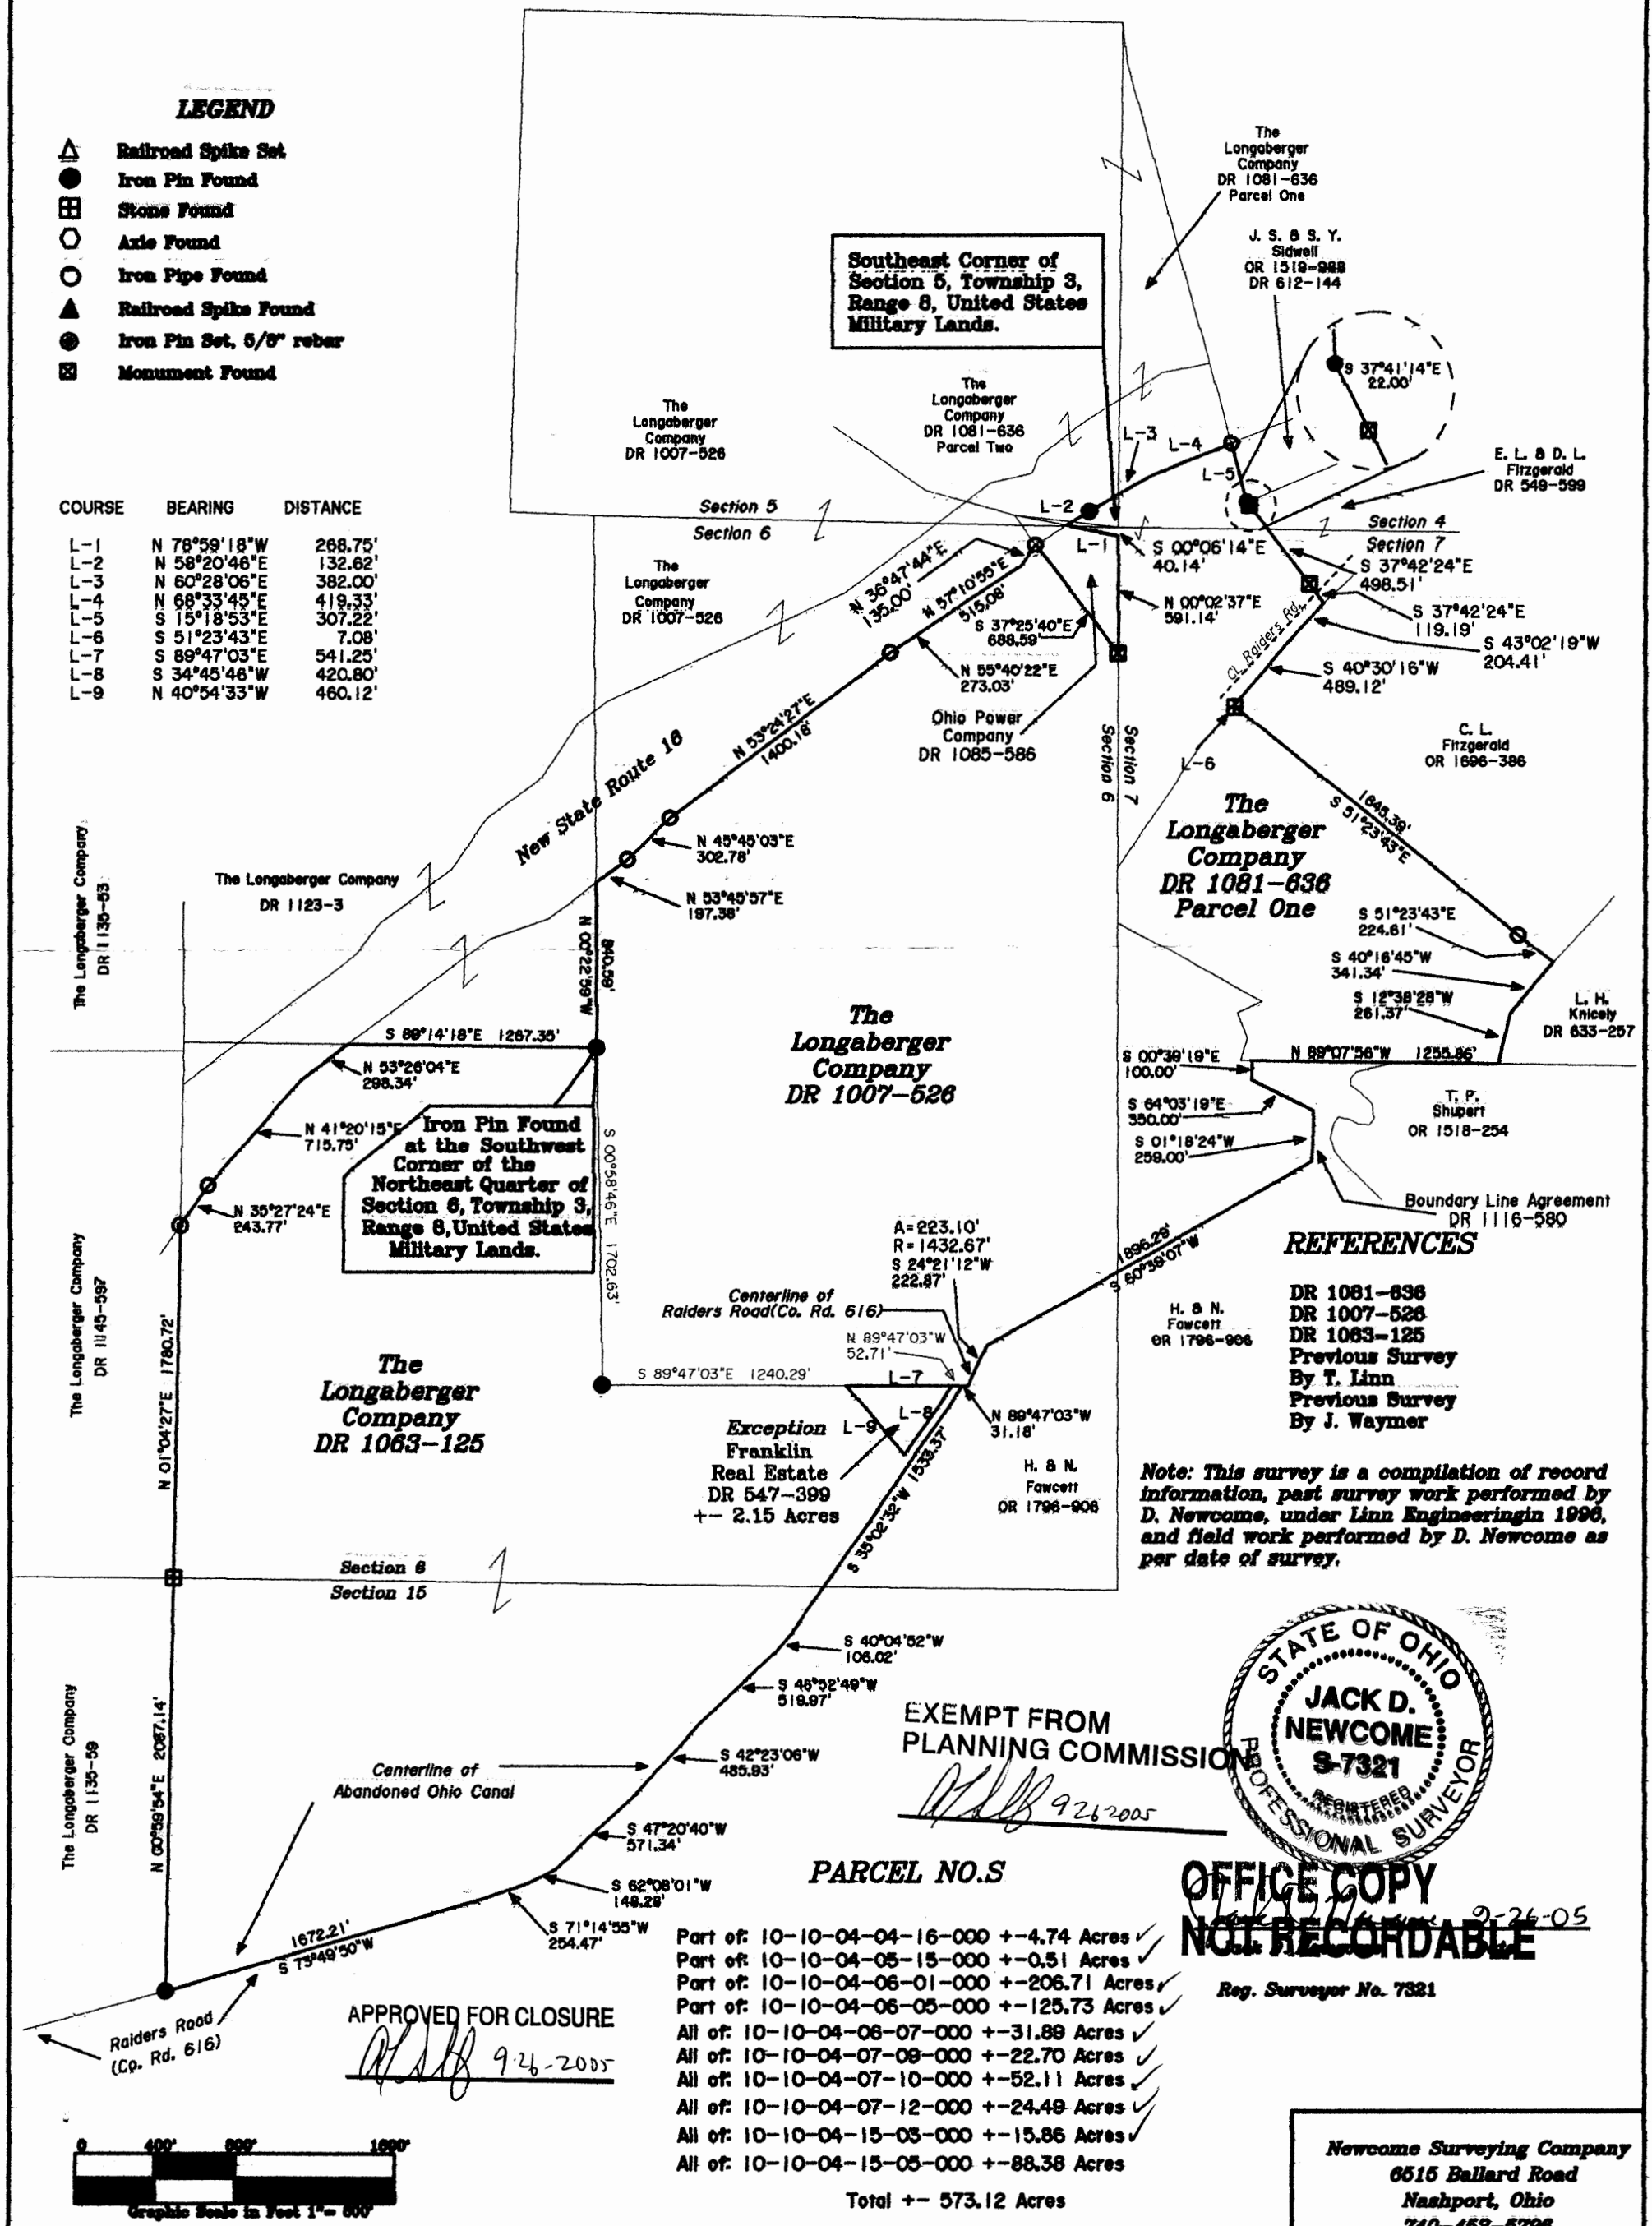 LEGEND
Railroad Spike Set
Iron Pin Found
Stone Found
Axle Found
Iron Pipe Found
Railroad Spike Found
Iron Pin Set, 5/8" rebar
Monument Found
COURSE BEARING DISTANCE
L-1 N 78°59'18"W 268.75'
L-2 N 58°20'46"E 132.62'
L-3 N 60°28'06"E 382.00'
L-4 N 68°33'45"E 419.33'
L-5 S 15°18'53"E 307.22'
L-6 S 51°23'43"E 7.08'
L-7 S 89°47'03"E 541.25'
L-8 S 34°45'46"W 420.80'
L-9 N 40°54'33"W 460.12'
The
Longaberger
Company
DR 1081-636
Parcel One
J. S. & S. Y.
Sidwell
DR 612-144
Southeast Corner of
Section 5, Township 3,
Range 8, United States
Military Lands.
S 37°41'14"E
22.00'
The
Longaberger
Company
DR 1007-526
The
Longaberger
Company
DR 1081-636
Parcel Two
L-3
L-4
L-5
E. L. & D. L.
Fitzgerald
DR 549-599
Section 5
Section 6
L-2
L-1
Section 4
Section 7
S 00°06'14"E
40.14'
S 37°42'24"E
498.51'
The
Longaberger
Company
DR 1007-526
N 36°47'44"E
135.00'
N 57°10'55"E
515.08'
S 37°25'40"E
688.59'
N 00°02'37"E
591.14'
S 37°42'24"E
119.19'
S 43°02'19"W
204.41'
CL Raiders Rd.
S 40°30'16"W
489.12'
N 55°40'22"E
273.03'
Ohio Power
Company
DR 1085-586
Section 7
Section 6
L-6
C. L.
Fitzgerald
OR 1696-386
N 53°24'27"E
1400.18'
New State Route 16
N 45°45'03"E
302.78'
N 53°45'57"E
197.38'
The
Longaberger
Company
DR 1081-636
Parcel One
1845.39'
S 51°23'43"E
The Longaberger Company
DR 1135-53
The Longaberger Company
DR 1123-3
N 00°22'59"W
840.59'
S 51°23'43"E
224.61'
S 40°16'45"W
341.34'
S 12°38'28"W
261.37'
L. H.
Knicely
DR 633-257
S 89°14'18"E 1267.35'
N 53°26'04"E
298.34'
The
Longaberger
Company
DR 1007-526
S 00°39'19"E
100.00'
N 89°07'56"W 1255.86'
S 64°03'19"E
350.00'
S 01°18'24"W
259.00'
T. P.
Shupert
OR 1518-254
N 41°20'15"E
715.75'
Iron Pin Found
at the Southwest
Corner of the
Northeast Quarter of
Section 6, Township 3,
Range 8, United States
Military Lands.
S 00°58'46"E 1702.63'
N 35°27'24"E
243.77'
Boundary Line Agreement
DR 1116-580
The Longaberger Company
DR 1145-597
N 01°04'27"E 1780.72'
A=223.10'
R=1432.67'
S 24°21'12"W
222.87'
1896.29'
S 60°39'07"W
Centerline of
Raiders Road(Co. Rd. 616)
N 89°47'03"W
52.71'
H. & N.
Fawcett
OR 1796-906
REFERENCES
DR 1081-636
DR 1007-526
DR 1063-125
Previous Survey
By T. Linn
Previous Survey
By J. Waymer
The
Longaberger
Company
DR 1063-125
S 89°47'03"E 1240.29'
L-7
L-8
L-9
N 89°47'03"W
31.18'
Exception
Franklin
Real Estate
DR 547-399
+- 2.15 Acres
S 35°02'32"W 1533.37'
H. & N.
Fawcett
OR 1796-906
Note: This survey is a compilation of record
information, past survey work performed by
D. Newcome, under Linn Engineeringin 1996,
and field work performed by D. Newcome as
per date of survey.
Section 6
Section 15
S 40°04'52"W
106.02'
S 48°52'49"W
519.97'
S 42°23'06"W
485.93'
S 47°20'40"W
571.34'
S 62°08'01"W
148.28'
S 71°14'55"W
254.47'
The Longaberger Company
DR 1135-59
N 00°59'54"E 2087.14'
Centerline of
Abandoned Ohio Canal
1672.21'
S 73°49'50"W
Raiders Road
(Co. Rd. 616)
EXEMPT FROM
PLANNING COMMISSION
9 26 2005
STATE OF OHIO
JACK D.
NEWCOME
S-7321
REGISTERED
PROFESSIONAL SURVEYOR
OFFICE COPY
NOT RECORDABLE
9-26-05
Reg. Surveyor No. 7321
APPROVED FOR CLOSURE
9-26-2005
PARCEL NO.S
Part of: 10-10-04-04-16-000 +-4.74 Acres
Part of: 10-10-04-05-15-000 +-0.51 Acres
Part of: 10-10-04-06-01-000 +-206.71 Acres
Part of: 10-10-04-06-05-000 +-125.73 Acres
All of: 10-10-04-06-07-000 +-31.89 Acres
All of: 10-10-04-07-09-000 +-22.70 Acres
All of: 10-10-04-07-10-000 +-52.11 Acres
All of: 10-10-04-07-12-000 +-24.49 Acres
All of: 10-10-04-15-03-000 +-15.86 Acres
All of: 10-10-04-15-05-000 +-88.38 Acres
Total +- 573.12 Acres
0 400' 800' 1600'
Graphic Scale in Feet 1"= 800'
Newcome Surveying Company
6515 Ballard Road
Nashport, Ohio